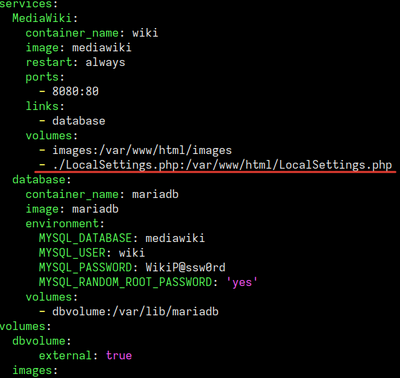 services:
  MediaWiki:
    container_name: wiki
    image: mediawiki
    restart: always
    ports:
      - 8080:80
    links:
      - database
    volumes:
      - images:/var/www/html/images
      - ./LocalSettings.php:/var/www/html/LocalSettings.php
  database:
    container_name: mariadb
    image: mariadb
    environment:
      MYSQL_DATABASE: mediawiki
      MYSQL_USER: wiki
      MYSQL_PASSWORD: WikiP@ssw0rd
      MYSQL_RANDOM_ROOT_PASSWORD: 'yes'
    volumes:
      - dbvolume:/var/lib/mariadb
volumes:
  dbvolume:
      external: true
  images: